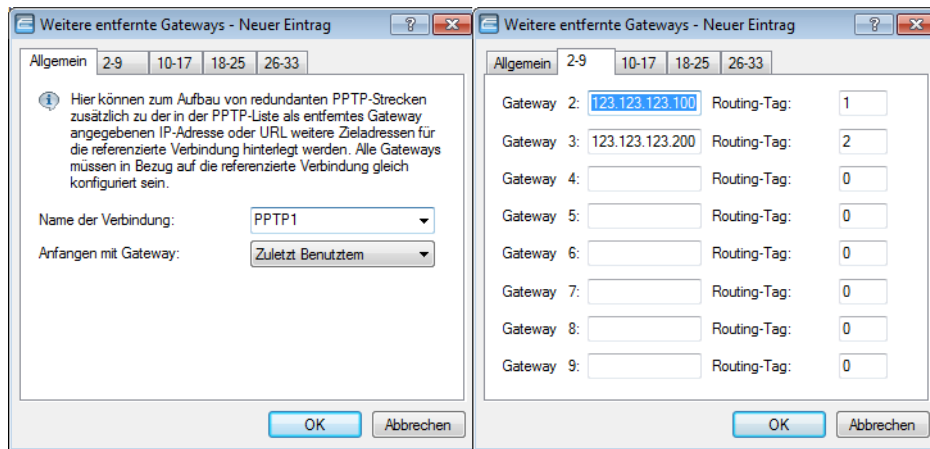 Weitere entfernte Gateways - Neuer Eintrag
Allgemein 2-9 10-17 18-25 26-33
Hier können zum Aufbau von redundanten PPTP-Strecken
zusätzlich zu der in der PPTP-Liste als entferntes Gateway
angegebenen IP-Adresse oder URL weitere Zieladressen für
die referenzierte Verbindung hinterlegt werden. Alle Gateways
müssen in Bezug auf die referenzierte Verbindung gleich
konfiguriert sein.
Name der Verbindung: PPTP1
Anfangen mit Gateway: Zuletzt Benutztem
OK Abbrechen
Weitere entfernte Gateways - Neuer Eintrag
Allgemein 2-9 10-17 18-25 26-33
Gateway 2: 123.123.123.100 Routing-Tag: 1
Gateway 3: 123.123.123.200 Routing-Tag: 2
Gateway 4: Routing-Tag: 0
Gateway 5: Routing-Tag: 0
Gateway 6: Routing-Tag: 0
Gateway 7: Routing-Tag: 0
Gateway 8: Routing-Tag: 0
Gateway 9: Routing-Tag: 0
OK Abbrechen